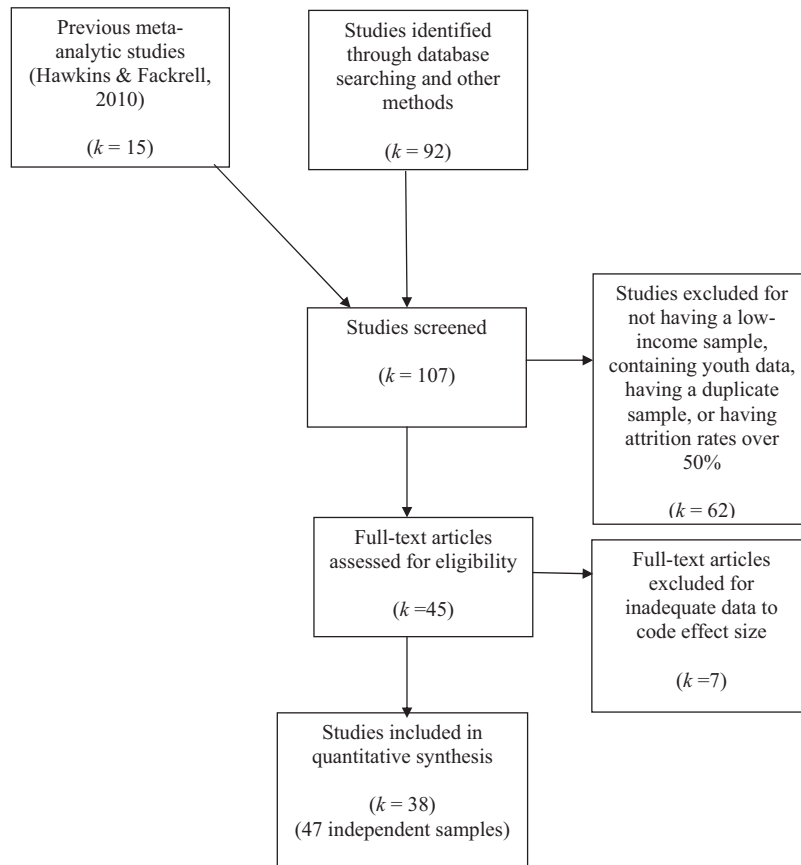 Previous meta-
analytic studies
(Hawkins & Fackrell,
2010)
(k = 15)
Studies identified
through database
searching and other
methods
(k = 92)
Studies screened
(k = 107)
Studies excluded for
not having a low-
income sample,
containing youth data,
having a duplicate
sample, or having
attrition rates over
50%
(k = 62)
Full-text articles
assessed for eligibility
(k =45)
Full-text articles
excluded for
inadequate data to
code effect size
(k =7)
Studies included in
quantitative synthesis
(k = 38)
(47 independent samples)